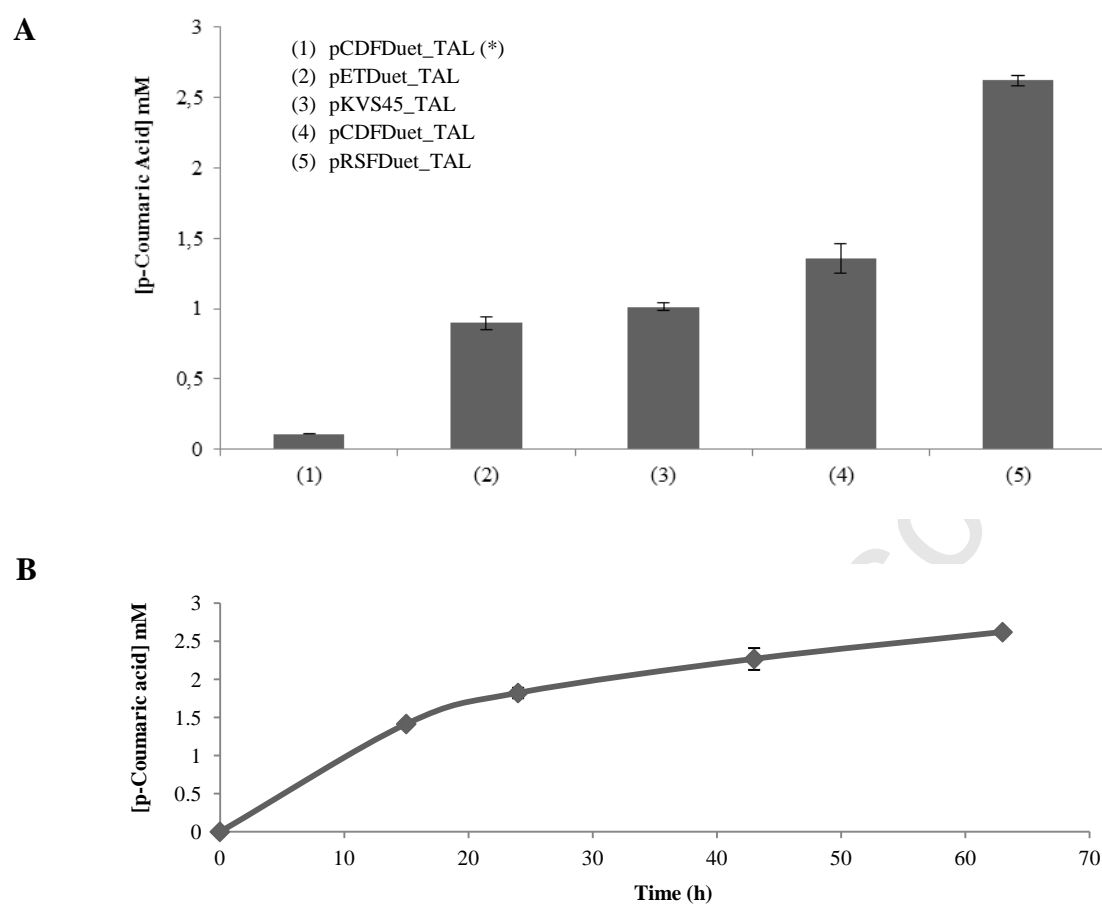 A
[p-Coumaric Acid] mM
3
2,5
2
1,5
1
0,5
0
(1) pCDFDuet_TAL (*)
(2) pETDuet_TAL
(3) pKVS45_TAL
(4) pCDFDuet_TAL
(5) pRSFDuet_TAL
(1) (2) (3) (4) (5)
B
[p-Coumaric acid] mM
3
2.5
2
1.5
1
0.5
0
0 10 20 30 40 50 60 70
Time (h)